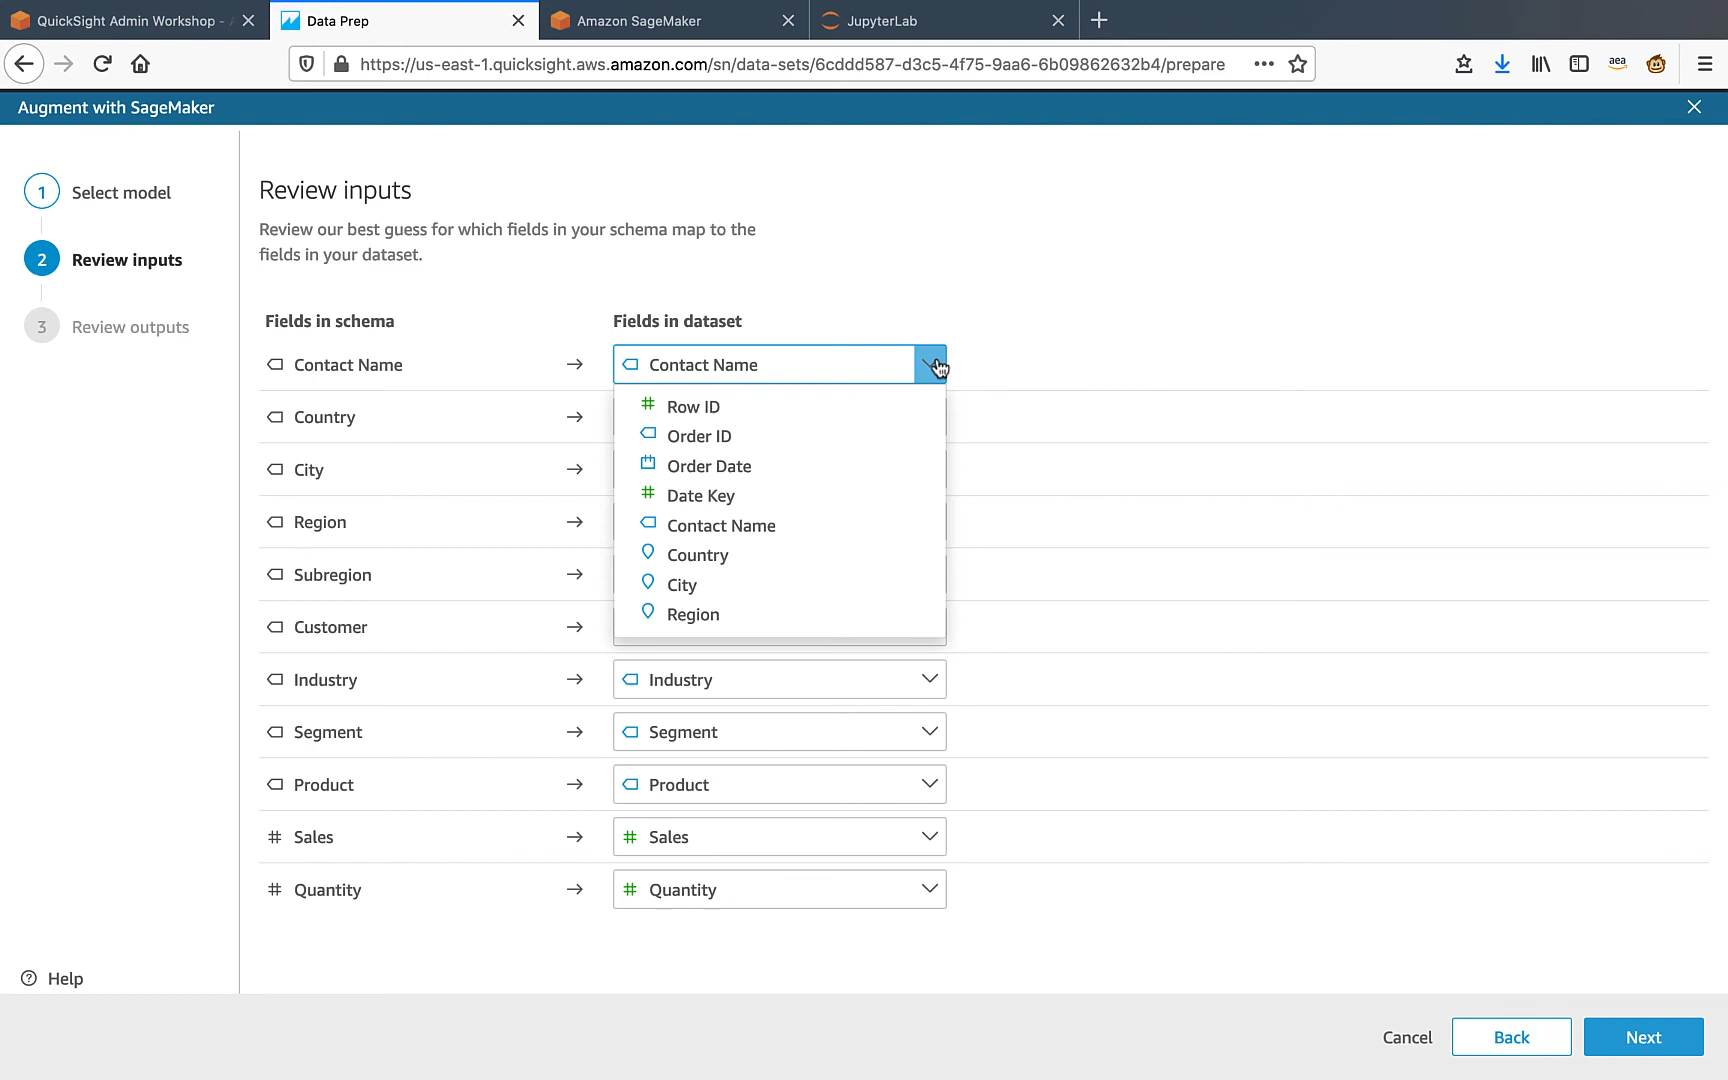 QuickSight Admin Workshop - A
Data Prep
Amazon SageMaker
JupyterLab
https://us-east-1.quicksight.aws.amazon.com/sn/data-sets/6cddd587-d3c5-4f75-9aa6-6b09862632b4/prepare
aea
Augment with SageMaker
1 Select model
2 Review inputs
3 Review outputs
Review inputs
Review our best guess for which fields in your schema map to the
fields in your dataset.
Fields in schema
Fields in dataset
Contact Name
Contact Name
Country
City
Region
Subregion
Customer
# Row ID
Order ID
Order Date
# Date Key
Contact Name
Country
City
Region
Industry
Industry
Segment
Segment
Product
Product
# Sales
# Sales
# Quantity
# Quantity
? Help
Cancel
Back
Next